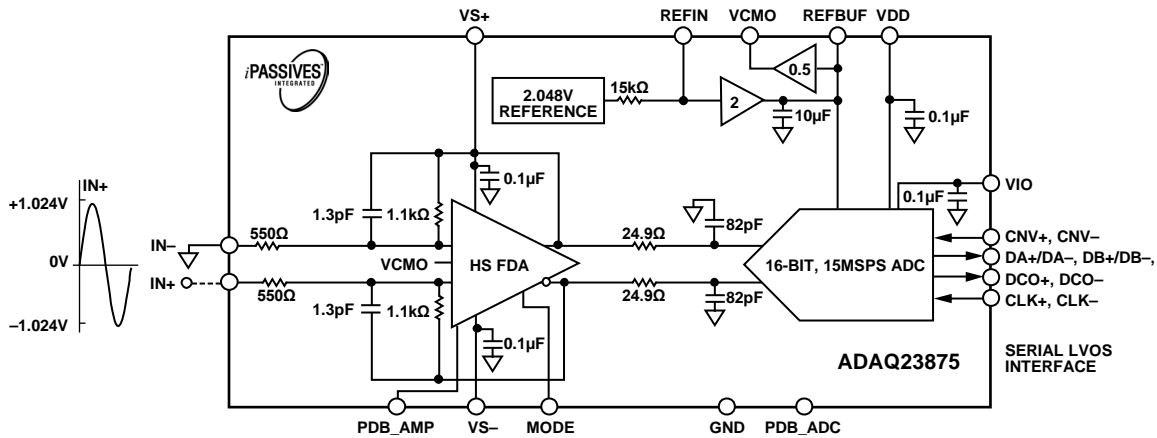 VS+
REFIN
VCMO
REFBUF
VDD
iPASSIVES
INTEGRATED
0.5
2.048V
REFERENCE
15kΩ
2
10µF
0.1µF
IN+
+1.024V
0V
–1.024V
0.1µF
1.3pF
1.1kΩ
0.1µF
VIO
82pF
IN–
550Ω
24.9Ω
CNV+, CNV–
VCMO
HS FDA
16-BIT, 15MSPS ADC
DA+/DA–, DB+/DB–,
IN+
550Ω
24.9Ω
DCO+, DCO–
1.3pF
1.1kΩ
82pF
CLK+, CLK–
0.1µF
ADAQ23875
SERIAL LVOS
INTERFACE
PDB_AMP
VS–
MODE
GND
PDB_ADC